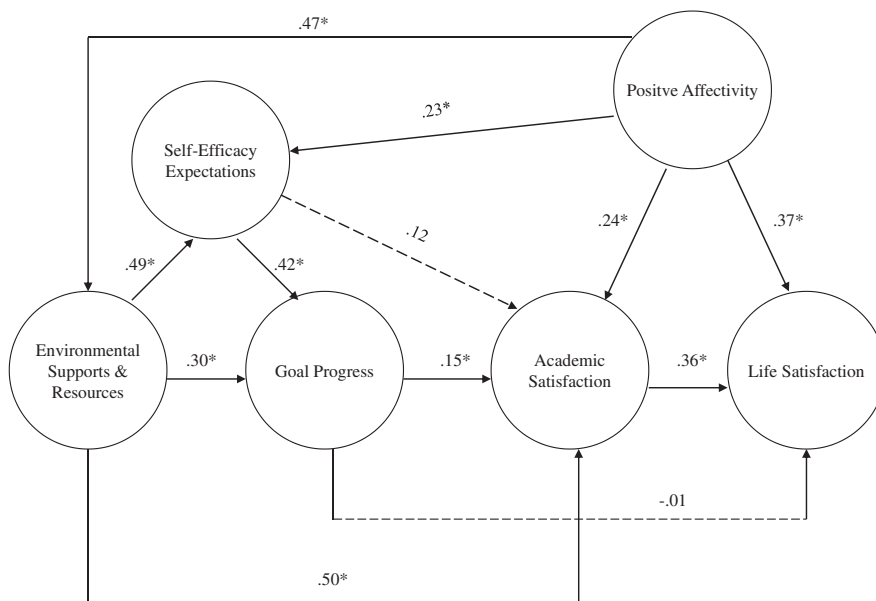 .47*
Positve Affectivity
.23*
Self-Efficacy
Expectations
.12
.24*
.37*
.49*
.42*
Environmental
Supports &
Resources
.30*
Goal Progress
.15*
Academic
Satisfaction
.36*
Life Satisfaction
-.01
.50*